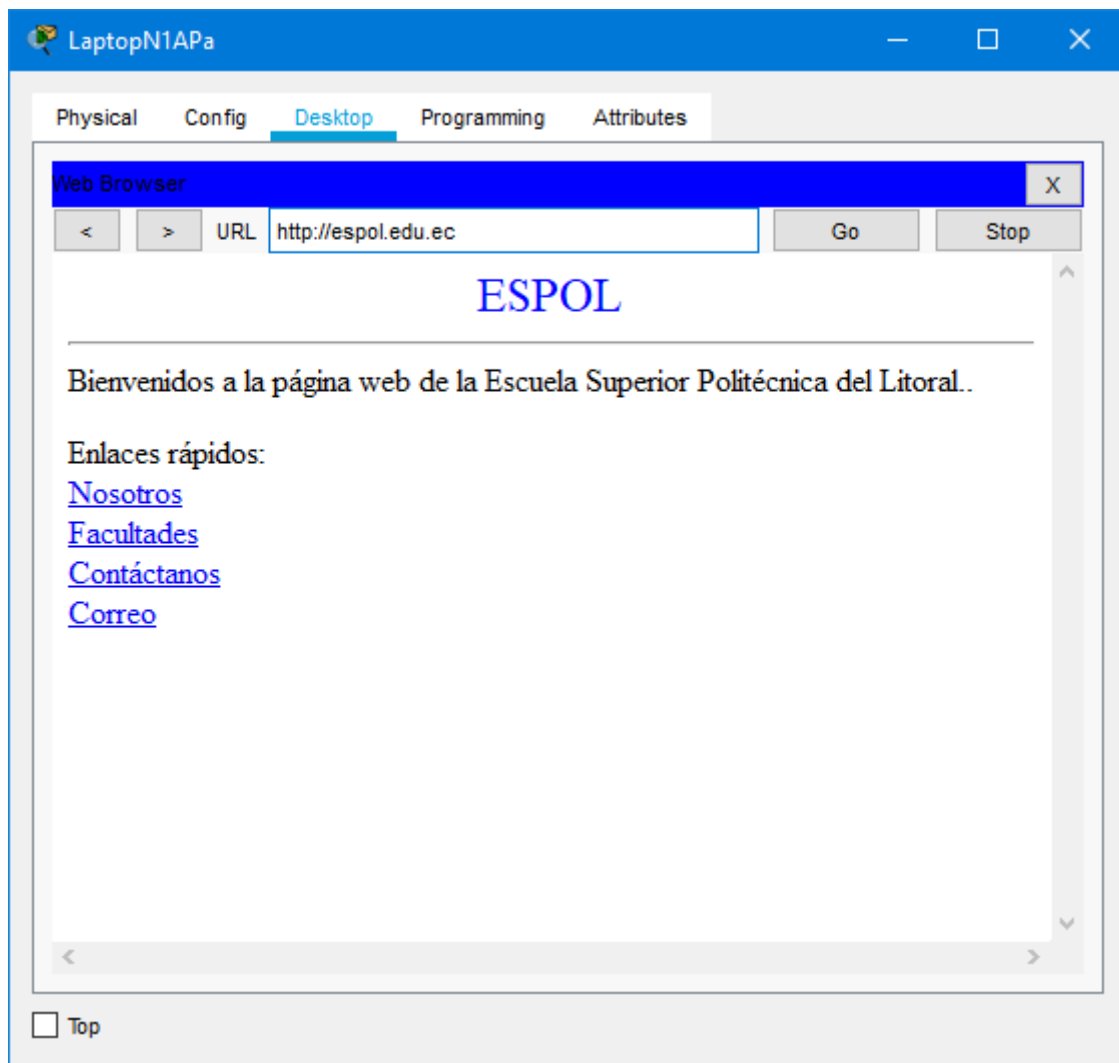 LaptopN1APa
Physical Config Desktop Programming Attributes
Web Browser X
< > URL http://espol.edu.ec Go Stop
ESPOL
Bienvenidos a la página web de la Escuela Superior Politécnica del Litoral..
Enlaces rápidos:
Nosotros
Facultades
Contáctanos
Correo
Top